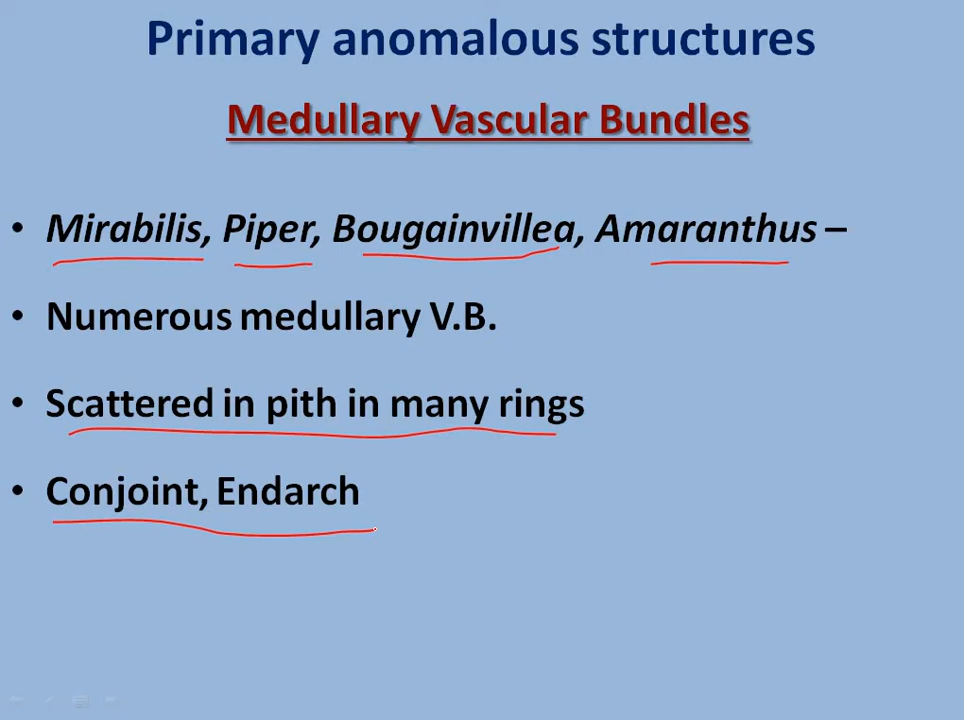 Primary anomalous structures
Medullary Vascular Bundles
• Mirabilis, Piper, Bougainvillea, Amaranthus –
• Numerous medullary V.B.
• Scattered in pith in many rings
• Conjoint, Endarch